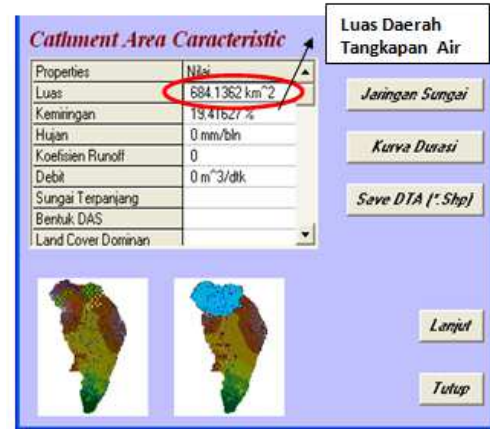 Luas Daerah
Tangkapan Air
Cathment Area Caracteristic
Properties Nilai
Luas 684.1362 km^2
Kemiringan 19.41627 %
Hujan 0 mm/bln
Koefisien Runoff 0
Debit 0 m^3/dtk
Sungai Terpanjang
Bentuk DAS
Land Cover Dominan
Jaringan Sungai
Kurva Durasi
Save DTA (*.Shp)
Lanjut
Tutup